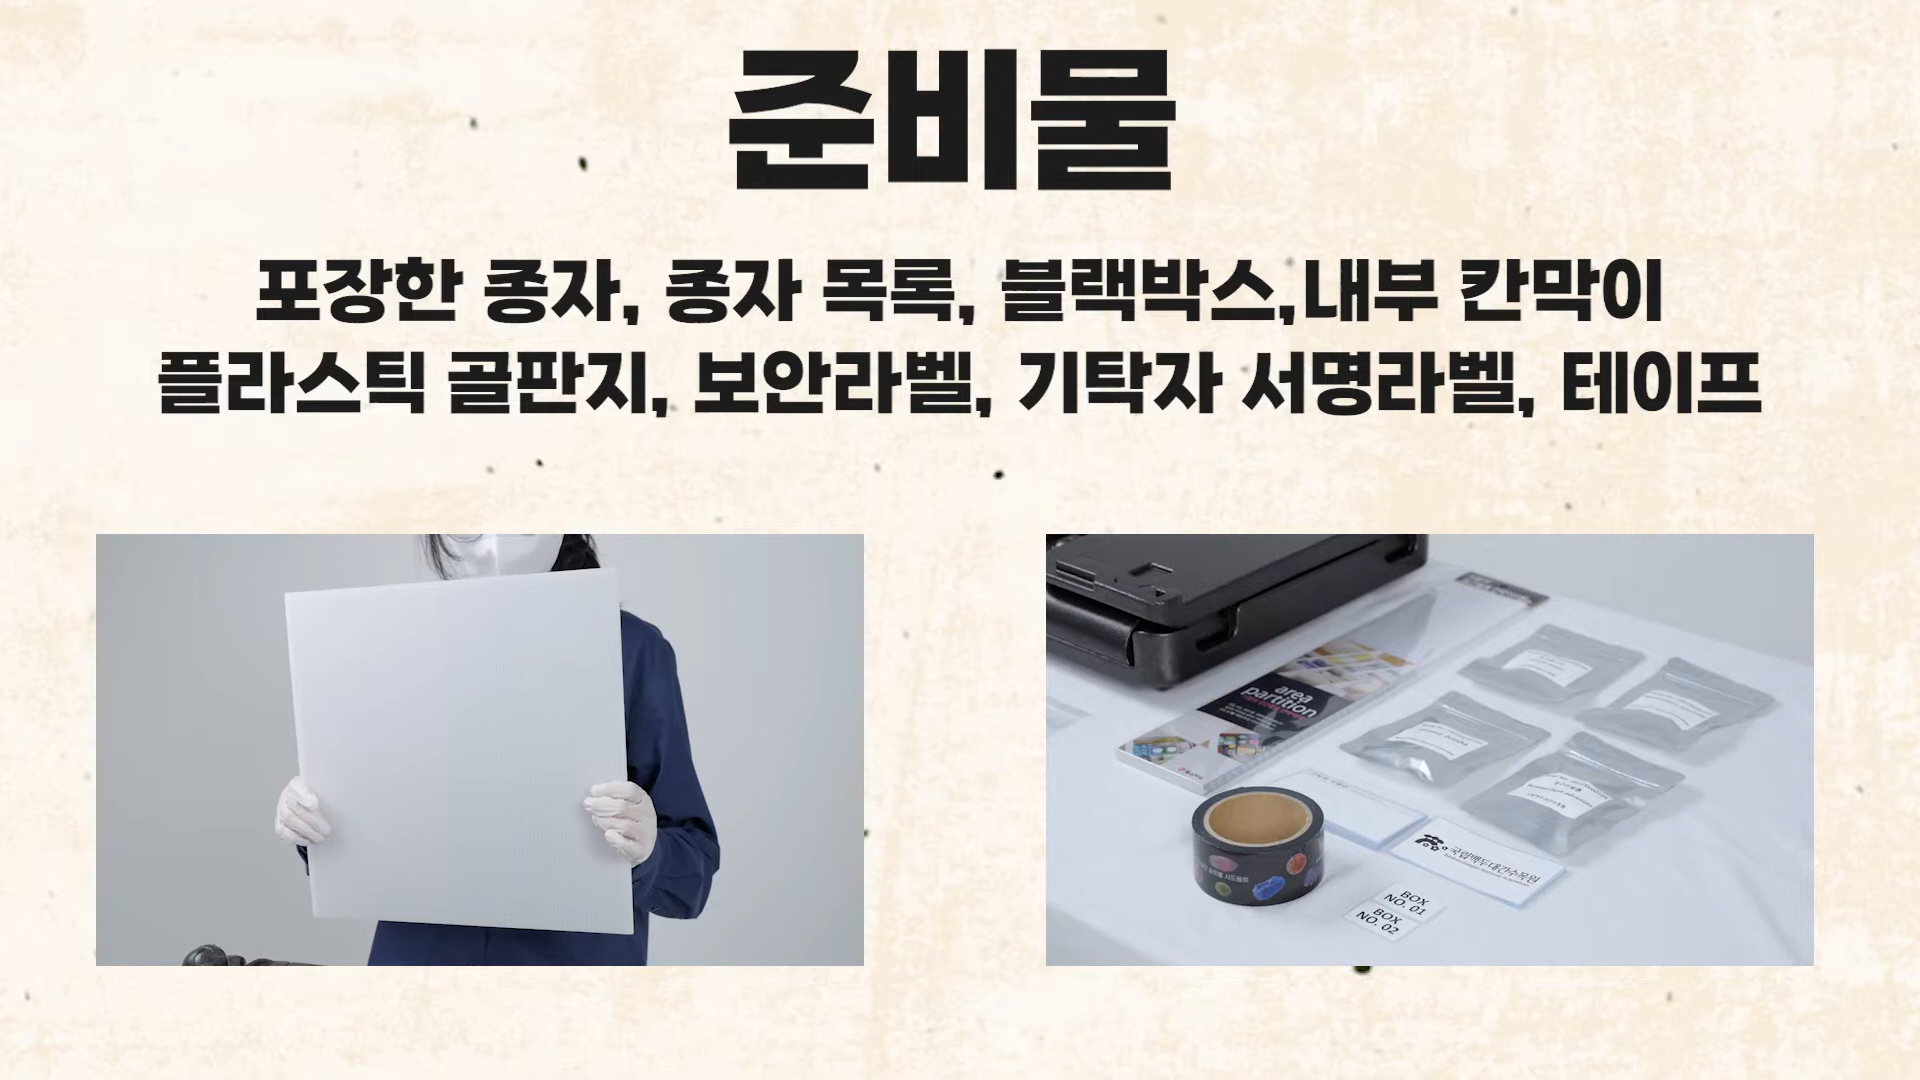 준비물
포장한 종자, 종자 목록, 블랙박스,내부 칸막이
플라스틱 골판지, 보안라벨, 기탁자 서명라벨, 테이프
area
partition
국립백두대간수목원
BOX
NO. 01
BOX
NO. 02